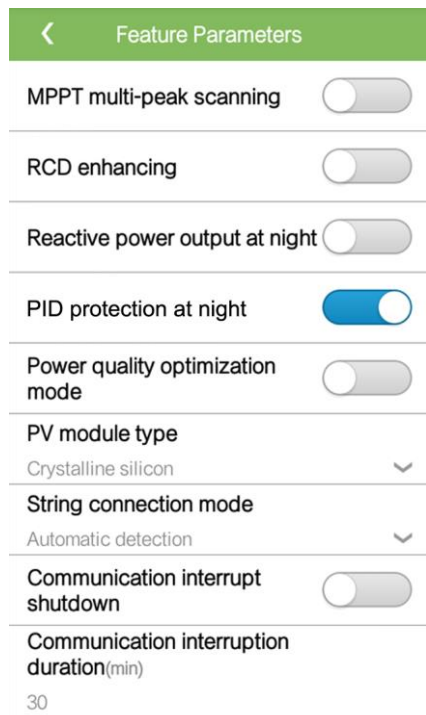 Feature Parameters
MPPT multi-peak scanning
RCD enhancing
Reactive power output at night
PID protection at night
Power quality optimization
mode
PV module type
Crystalline silicon
String connection mode
Automatic detection
Communication interrupt
shutdown
Communication interruption
duration(min)
30